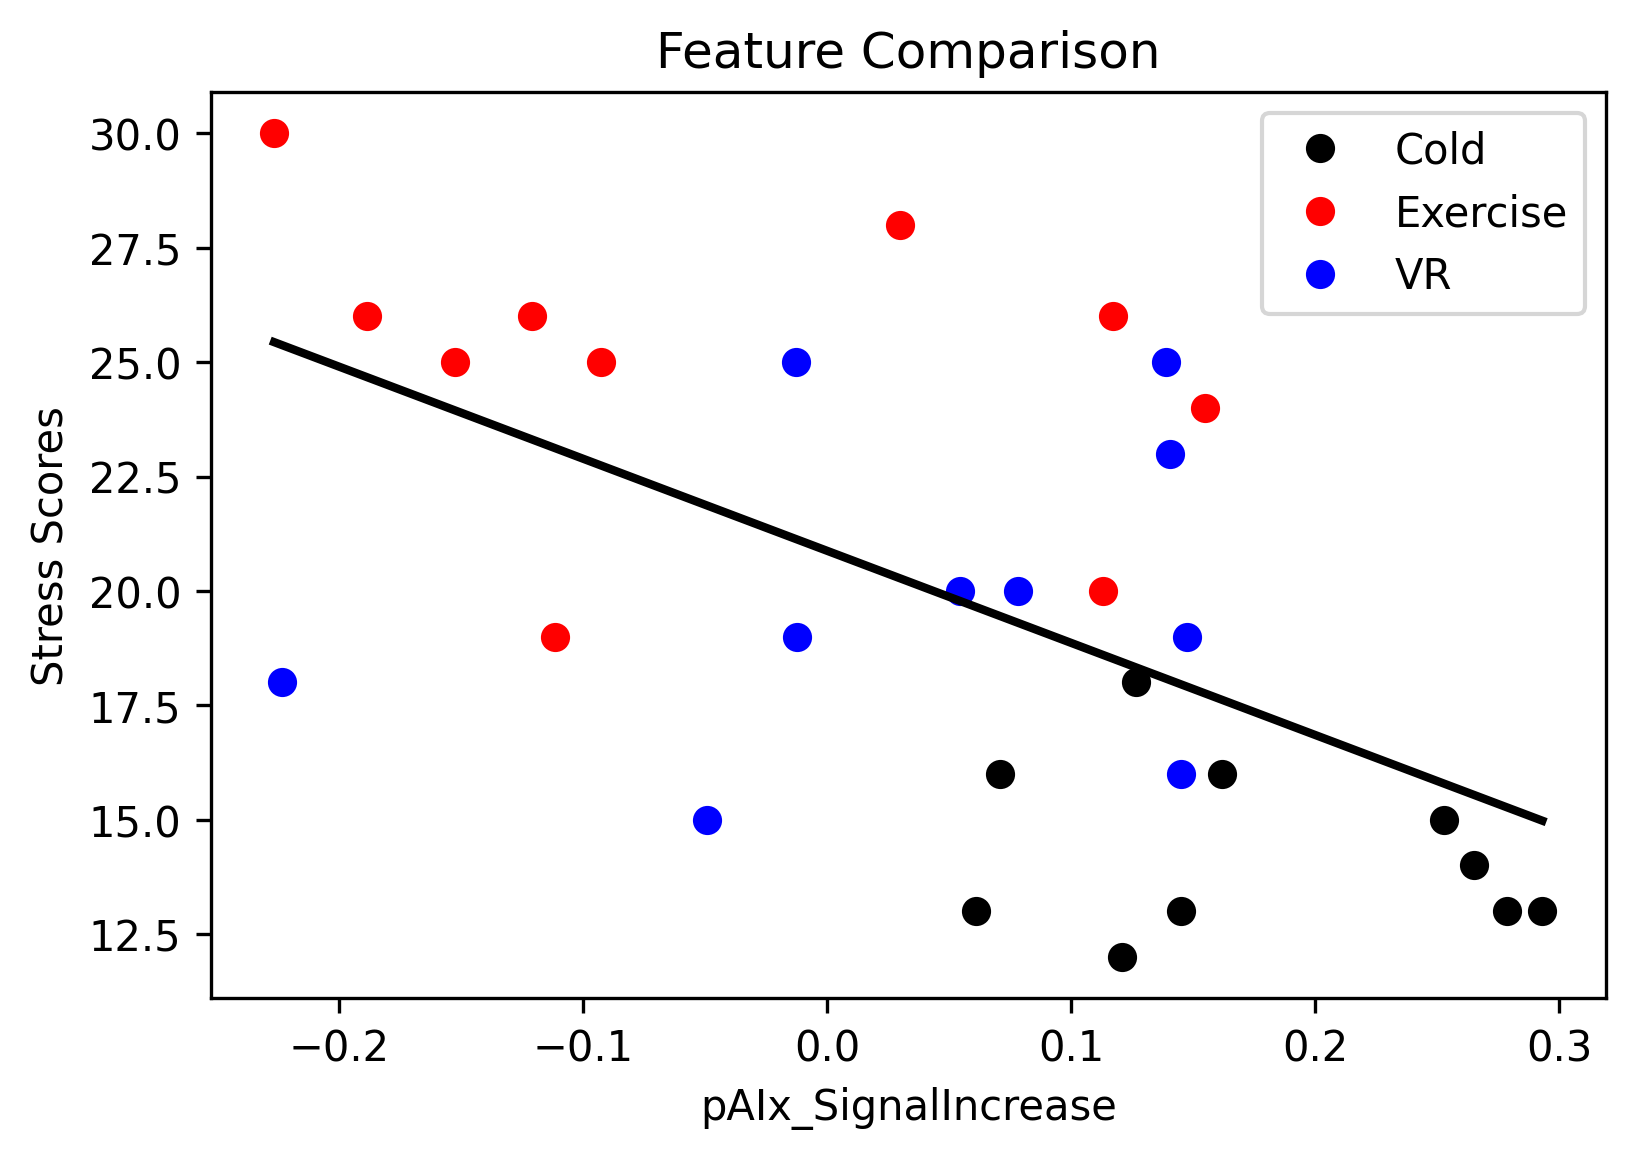 Feature Comparison
30.0
27.5
25.0
22.5
20.0
17.5
15.0
12.5
Stress Scores
Cold
Exercise
VR
−0.2 −0.1 0.0 0.1 0.2 0.3
pAIx_SignalIncrease